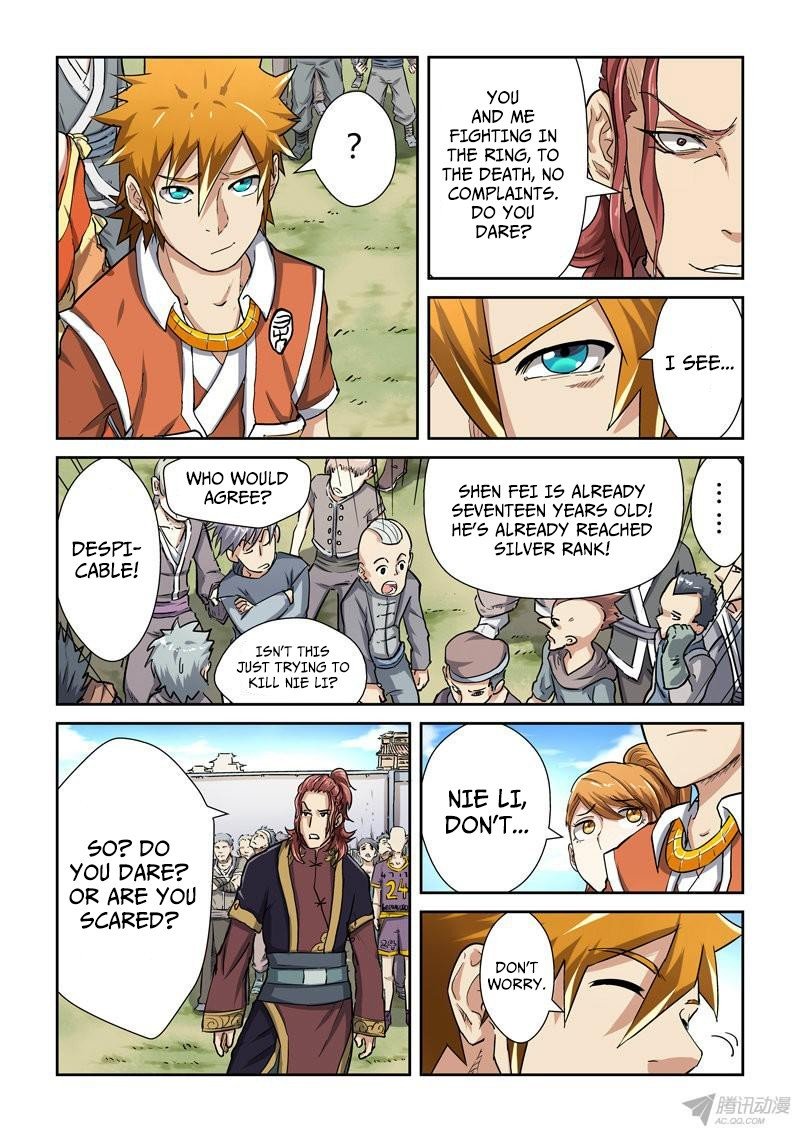 ?
YOU
AND ME
FIGHTING IN
THE RING, TO
THE DEATH, NO
COMPLAINTS.
DO YOU
DARE?
I SEE...
DESPI-
CABLE!
WHO WOULD
AGREE?
ISN'T THIS
JUST TRYING TO
KILL NIE LI?
SHEN FEI IS ALREADY
SEVENTEEN YEARS OLD!
HE'S ALREADY REACHED
SILVER RANK!
....
SO? DO
YOU DARE?
OR ARE YOU
SCARED?
24
NIE LI,
DON'T...
DON'T
WORRY.
腾讯动漫
AC.QQ.COM